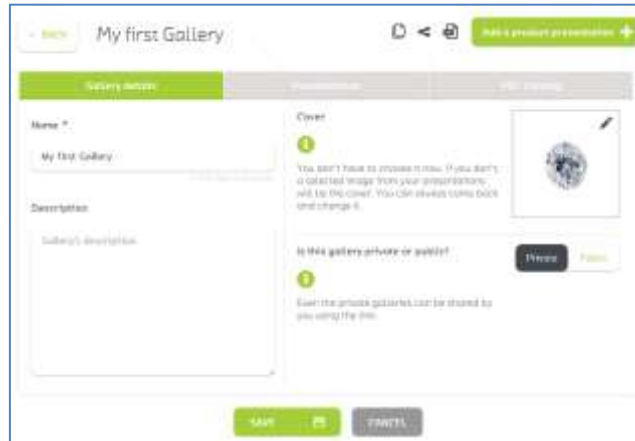 BACK
My first Gallery
Add a product presentation +
Gallery details
Presentations
Name *
My first Gallery
Description
Gallery's description
Cover
You don't have to choose it now. If you don't,
a selected image from your presentations
will be the cover. You can always come back
and change it.
Is this gallery private or public?
Private
Public
Even the private galleries can be shared by
you using the link.
SAVE
CANCEL